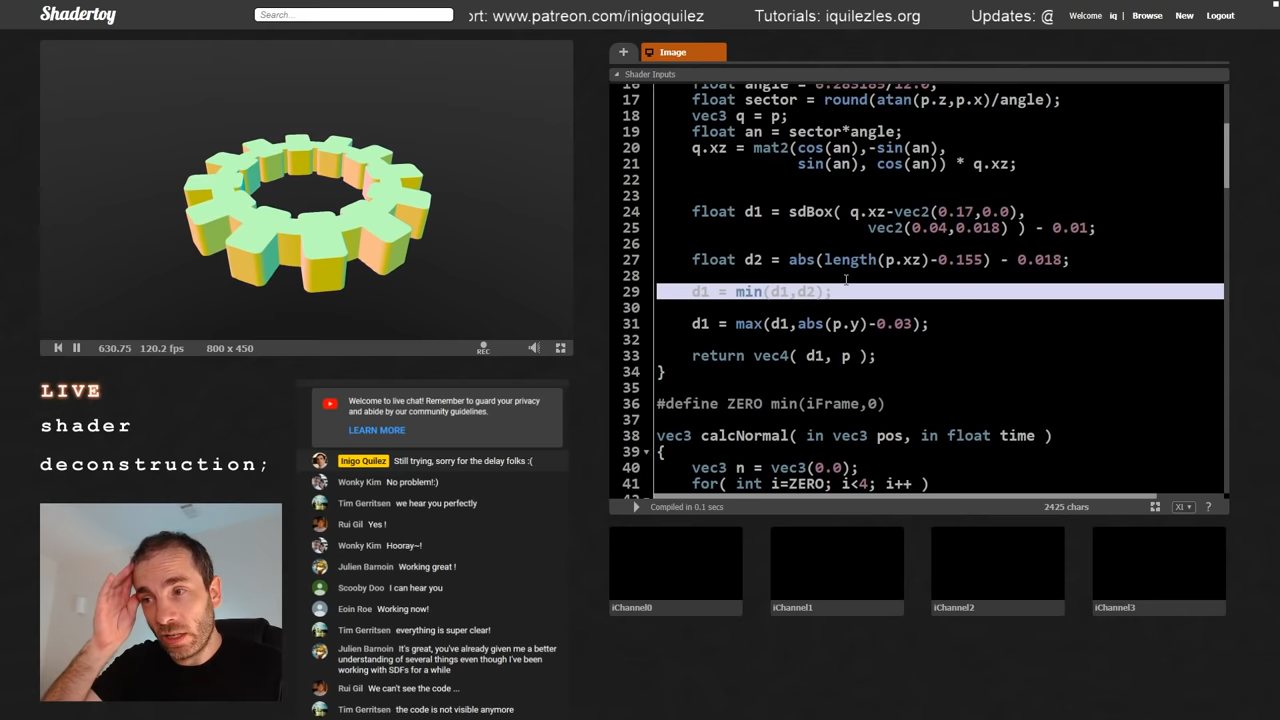 Shadertoy
Search...
ort: www.patreon.com/inigoquilez
Tutorials: iquilezles.org
Updates: @
Welcome iq | Browse New Logout
+
Image
Shader Inputs
16 float angle = 6.283185/12.0;
17 float sector = round(atan(p.z,p.x)/angle);
18 vec3 q = p;
19 float an = sector*angle;
20 q.xz = mat2(cos(an),-sin(an),
21 sin(an), cos(an)) * q.xz;
22
23
24 float d1 = sdBox( q.xz-vec2(0.17,0.0),
25 vec2(0.04,0.018) ) - 0.01;
26
27 float d2 = abs(length(p.xz)-0.155) - 0.018;
28
29 d1 = min(d1,d2);
30
31 d1 = max(d1,abs(p.y)-0.03);
32
33 return vec4( d1, p );
34 }
35
36 #define ZERO min(iFrame,0)
37
38 vec3 calcNormal( in vec3 pos, in float time )
39 {
40 vec3 n = vec3(0.0);
41 for( int i=ZERO; i<4; i++ )
630.75 120.2 fps 800 x 450
REC
Compiled in 0.1 secs
2425 chars
XI
?
iChannel0
iChannel1
iChannel2
iChannel3
LIVE
shader
deconstruction;
Welcome to live chat! Remember to guard your privacy
and abide by our community guidelines.
LEARN MORE
Inigo Quilez Still trying, sorry for the delay folks :(
Wonky Kim No problem!:)
Tim Gerritsen we hear you perfectly
Rui Gil Yes !
Wonky Kim Hooray~!
Julien Barnoin Working great !
Scooby Doo I can hear you
Eoin Roe Working now!
Tim Gerritsen everything is super clear!
Julien Barnoin It's great, you've already given me a better
understanding of several things even though I've been
working with SDFs for a while
Rui Gil We can't see the code ...
Tim Gerritsen the code is not visible anymore